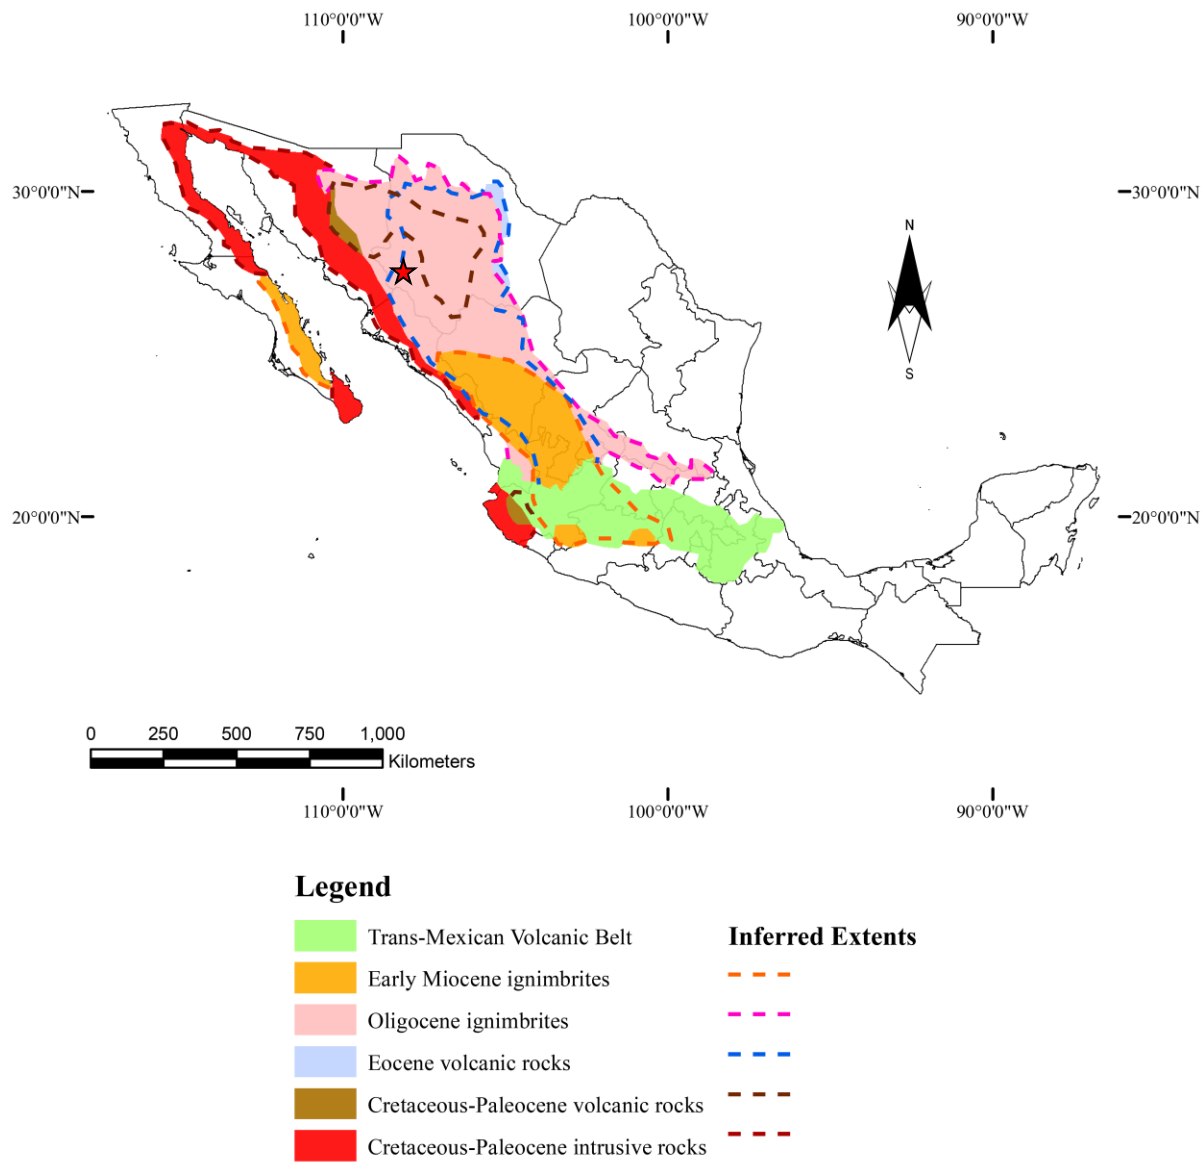 110°0'0"W 100°0'0"W 90°0'0"W
30°0'0"N 30°0'0"N
N
S
20°0'0"N 20°0'0"N
0 250 500 750 1,000
Kilometers
110°0'0"W 100°0'0"W 90°0'0"W
Legend
Trans-Mexican Volcanic Belt
Early Miocene ignimbrites
Oligocene ignimbrites
Eocene volcanic rocks
Cretaceous-Paleocene volcanic rocks
Cretaceous-Paleocene intrusive rocks
Inferred Extents